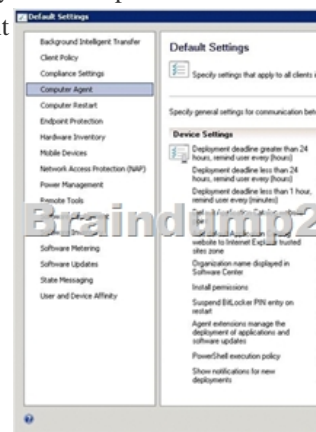 Default Settings
Background Intelligent Transfer
Client Policy
Compliance Settings
Computer Agent
Computer Restart
Endpoint Protection
Hardware Inventory
Mobile Devices
Network Access Protection (NAP)
Power Management
Remote Tools
Software Metering
Software Updates
State Messaging
User and Device Affinity
Default Settings
Specify settings that apply to all clients
Specify general settings for communication
Device Settings
Deployment deadline greater than 24
hours, remind user every (hours)
Deployment deadline less than 24
hours, remind user every (hours)
Deployment deadline less than 1 hour,
remind user every (minutes)
website to Internet Explorer trusted
sites zone
Organization name displayed in
Software Center
Install permissions
Suspend BitLocker PIN entry on
restart
Agent extensions manage the
deployment of applications and
software updates
PowerShell execution policy
Show notifications for new
deployments
Braindump2